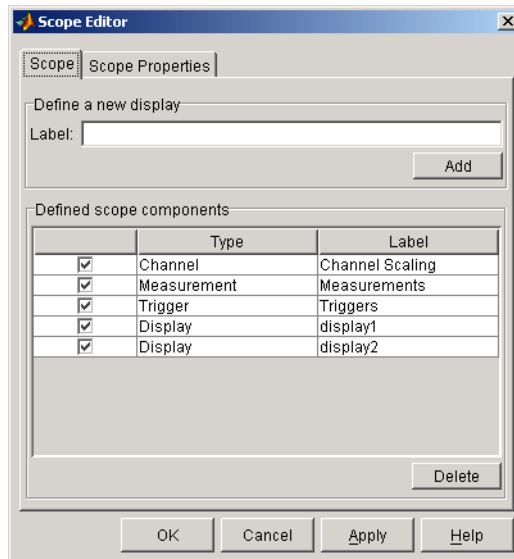 Scope Editor
Scope Scope Properties
Define a new display
Label:
Add
Defined scope components
Type Label
Channel Channel Scaling
Measurement Measurements
Trigger Triggers
Display display1
Display display2
Delete
OK Cancel Apply Help